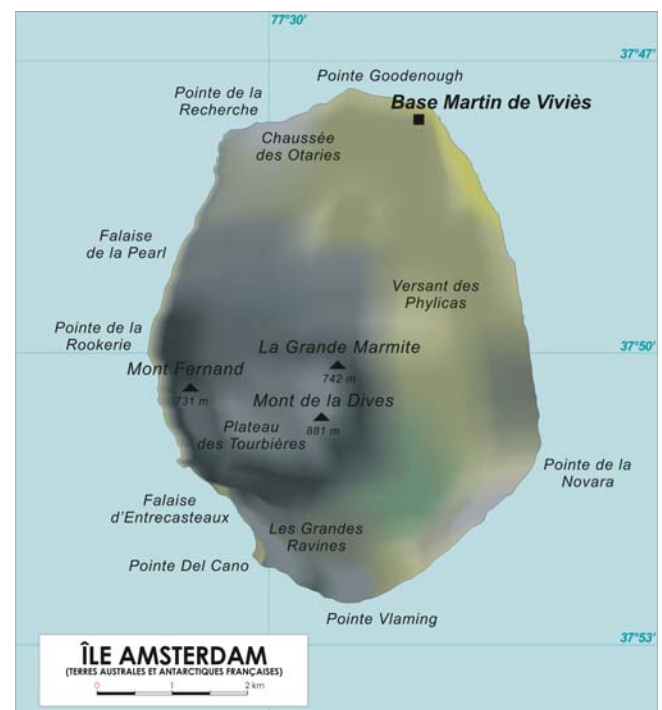 77°30′
37°47′
Pointe Goodenough
Pointe de la
Recherche
Base Martin de Viviès
Chaussée
des Otaries
Falaise
de la Pearl
Versant des
Phylicas
Pointe de la
Rookerie
37°50′
La Grande Marmite
742 m
Mont Fernand
731 m
Mont de la Dives
881 m
Plateau
des Tourbières
Pointe de la
Novara
Falaise
d'Entrecasteaux
Les Grandes
Ravines
Pointe Del Cano
Pointe Vlaming
37°53′
ÎLE AMSTERDAM
(TERRES AUSTRALES ET ANTARCTIQUES FRANÇAISES)
0 1 2 km